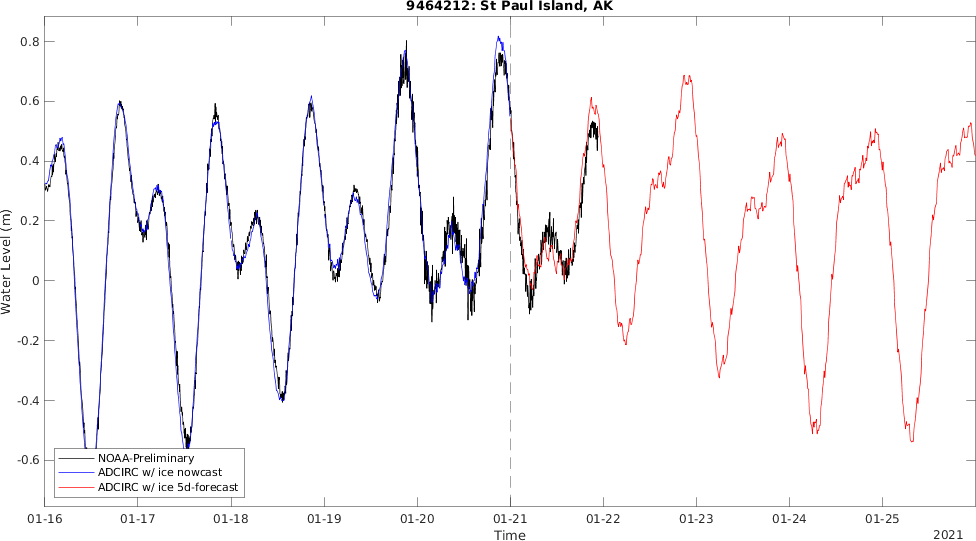 9464212: St Paul Island, AK
Water Level (m)
0.8
0.6
0.4
0.2
0
-0.2
-0.4
-0.6
NOAA-Preliminary
ADCIRC w/ ice nowcast
ADCIRC w/ ice 5d-forecast
01-16 01-17 01-18 01-19 01-20 01-21 01-22 01-23 01-24 01-25
Time
2021